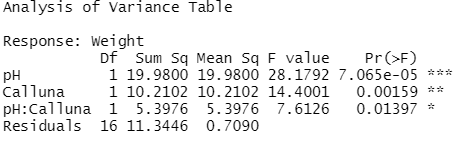 Analysis of Variance Table
Response: Weight
Df Sum Sq Mean Sq F value Pr(>F)
pH 1 19.9800 19.9800 28.1792 7.065e-05 ***
Calluna 1 10.2102 10.2102 14.4001 0.00159 **
pH:Calluna 1 5.3976 5.3976 7.6126 0.01397 *
Residuals 16 11.3446 0.7090